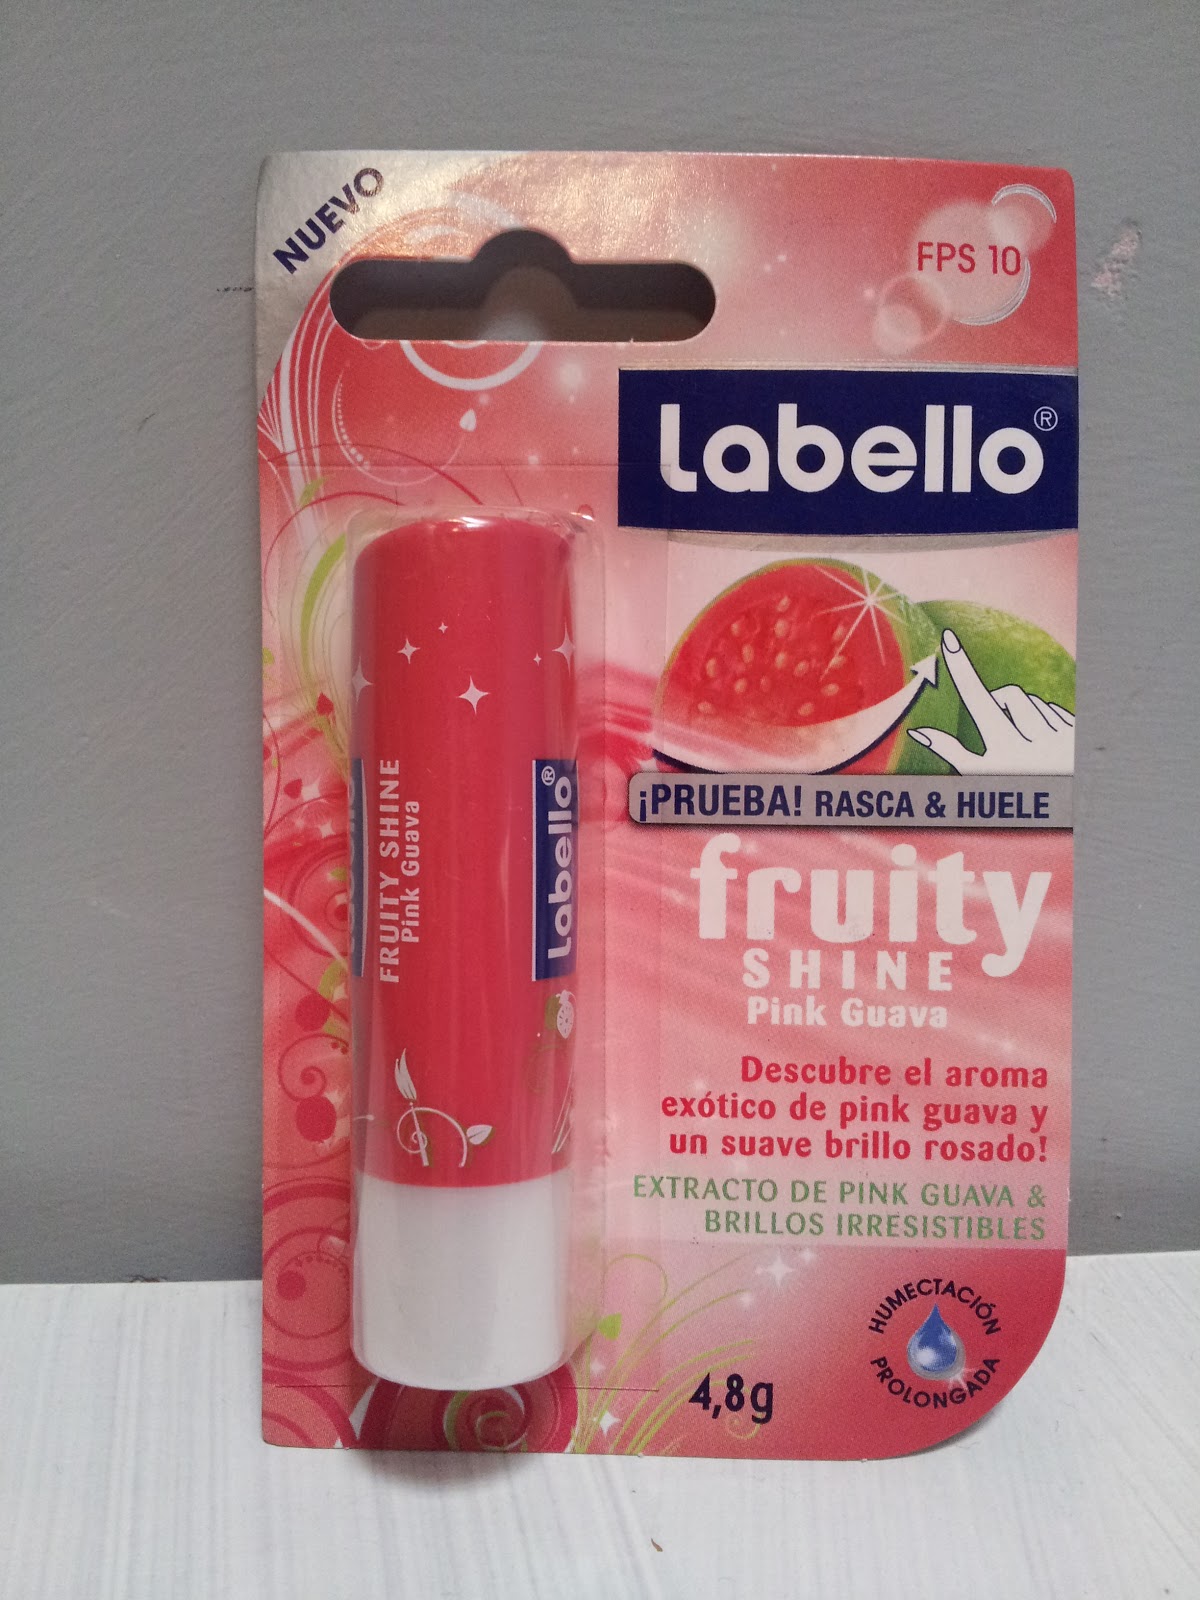 NUEVO
FPS 10
Labello®
¡PRUEBA! RASCA & HUELE
fruity
SHINE
Pink Guava
Descubre el aroma
exótico de pink guava y
un suave brillo rosado!
EXTRACTO DE PINK GUAVA &
BRILLOS IRRESISTIBLES
HUMECTACIÓN
PROLONGADA
4,8g
FRUITY SHINE
Pink Guava
Labello®